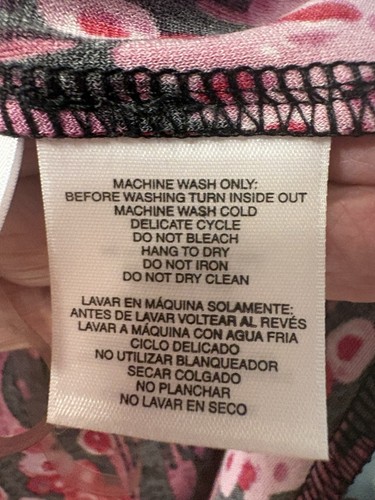 MACHINE WASH ONLY:
BEFORE WASHING TURN INSIDE OUT
MACHINE WASH COLD
DELICATE CYCLE
DO NOT BLEACH
HANG TO DRY
DO NOT IRON
DO NOT DRY CLEAN
LAVAR EN MÁQUINA SOLAMENTE:
ANTES DE LAVAR VOLTEAR AL REVÉS
LAVAR A MÁQUINA CON AGUA FRIA
CICLO DELICADO
NO UTILIZAR BLANQUEADOR
SECAR COLGADO
NO PLANCHAR
NO LAVAR EN SECO